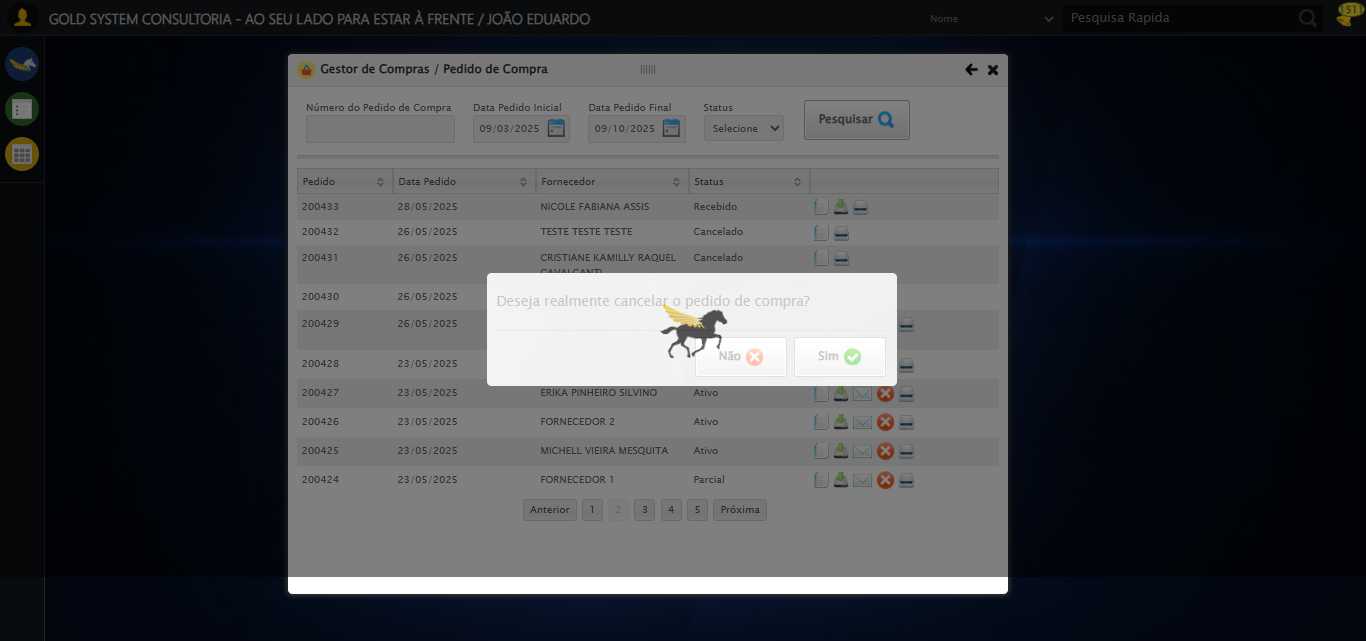 GOLD SYSTEM CONSULTORIA - AO SEU LADO PARA ESTAR À FRENTE / JOÃO EDUARDO
Nome
Pesquisa Rapida
51
Gestor de Compras / Pedido de Compra
Número do Pedido de Compra
Data Pedido Inicial
Data Pedido Final
Status
09/03/2025
09/10/2025
Selecione
Pesquisar
Pedido Data Pedido Fornecedor Status
200433 28/05/2025 NICOLE FABIANA ASSIS Recebido
200432 26/05/2025 TESTE TESTE TESTE Cancelado
200431 26/05/2025 CRISTIANE KAMILLY RAQUEL Cancelado
CAVALCANTI
200430 26/05/2025
200429 26/05/2025
200428 23/05/2025
Deseja realmente cancelar o pedido de compra?
Não
Sim
200427 23/05/2025 ERIKA PINHEIRO SILVINO Ativo
200426 23/05/2025 FORNECEDOR 2 Ativo
200425 23/05/2025 MICHELL VIEIRA MESQUITA Ativo
200424 23/05/2025 FORNECEDOR 1 Parcial
Anterior 1 2 3 4 5 Próxima